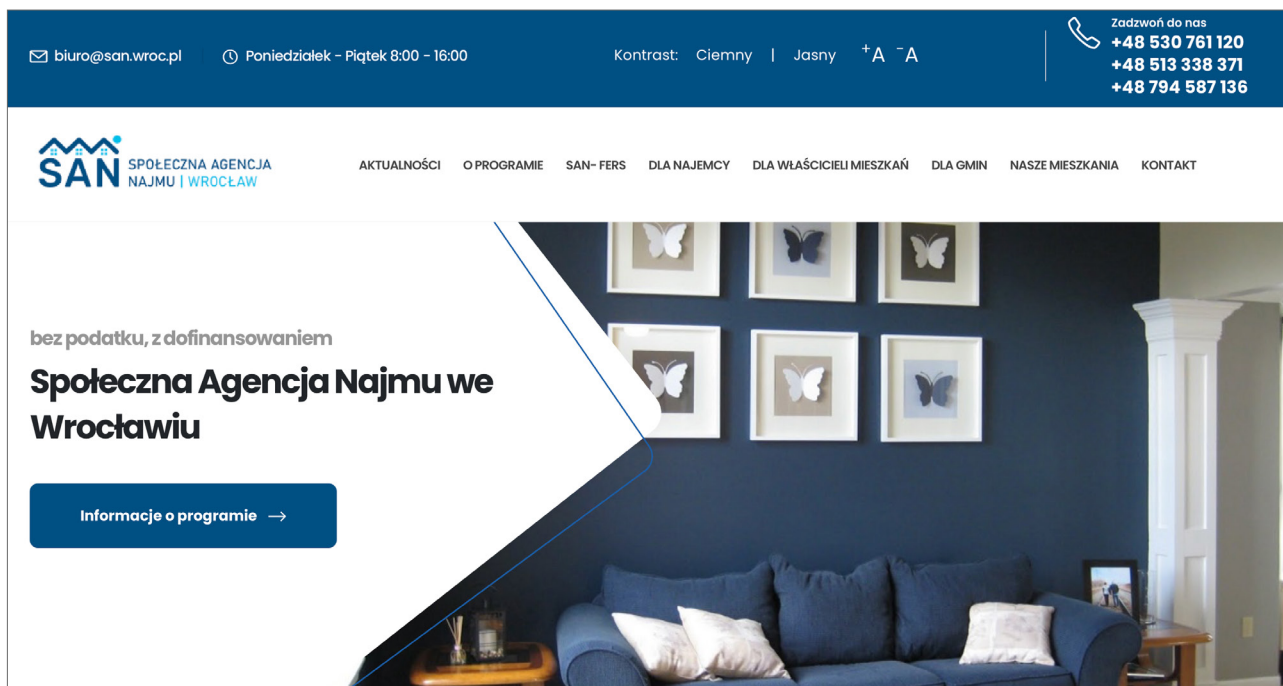 biuro@san.wroc.pl
Poniedziałek - Piątek 8:00 - 16:00
Kontrast: Ciemny | Jasny +A -A
Zadzwoń do nas
+48 530 761 120
+48 513 338 371
+48 794 587 136
SAN SPOŁECZNA AGENCJA
NAJMU | WROCŁAW
AKTUALNOŚCI O PROGRAMIE SAN- FERS DLA NAJEMCY DLA WŁAŚCICIELI MIESZKAŃ DLA GMIN NASZE MIESZKANIA KONTAKT
bez podatku, z dofinansowaniem
Społeczna Agencja Najmu we
Wrocławiu
Informacje o programie →